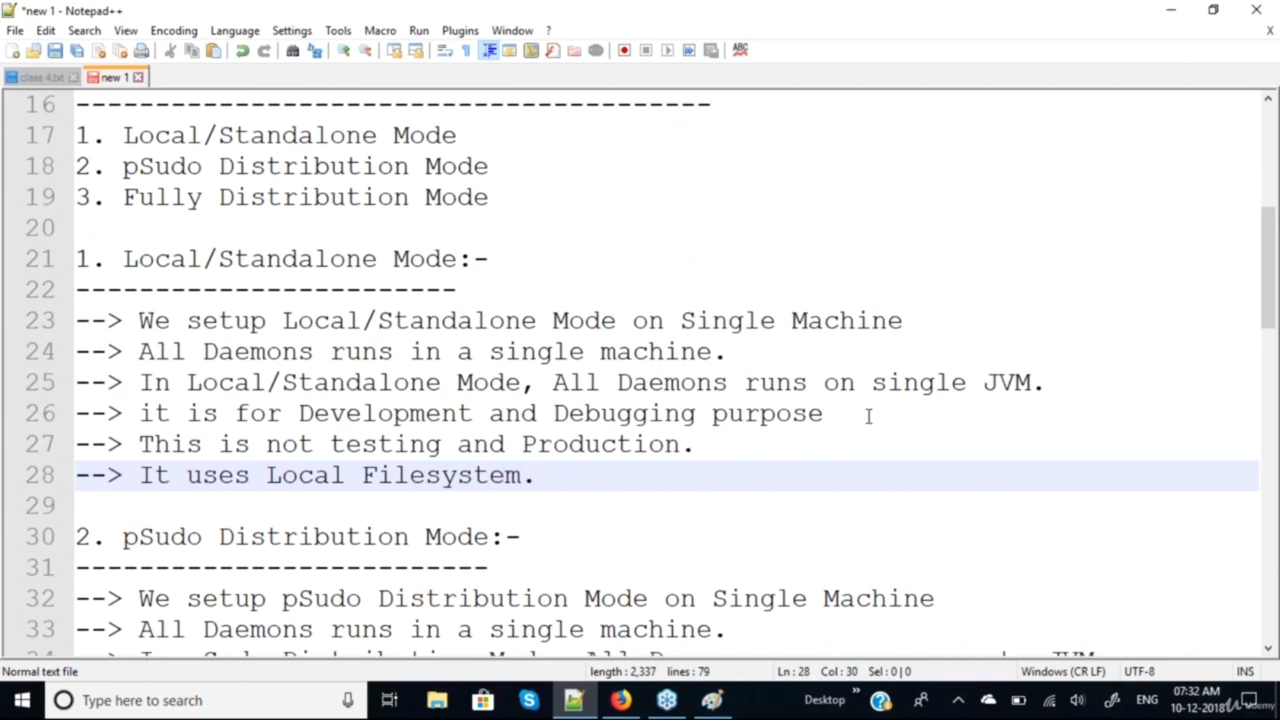 *new 1 - Notepad++
File Edit Search View Encoding Language Settings Tools Macro Run Plugins Window ? X
class 4.txt new 1
16 ----------------------------------------
17 1. Local/Standalone Mode
18 2. pSudo Distribution Mode
19 3. Fully Distribution Mode
20
21 1. Local/Standalone Mode:-
22 ------------------------
23 --> We setup Local/Standalone Mode on Single Machine
24 --> All Daemons runs in a single machine.
25 --> In Local/Standalone Mode, All Daemons runs on single JVM.
26 --> it is for Development and Debugging purpose
27 --> This is not testing and Production.
28 --> It uses Local Filesystem.
29
30 2. pSudo Distribution Mode:-
31 --------------------------
32 --> We setup pSudo Distribution Mode on Single Machine
33 --> All Daemons runs in a single machine.
Normal text file length : 2,337 lines : 79 Ln : 28 Col : 30 Sel : 0 | 0 Windows (CR LF) UTF-8 INS
Type here to search Desktop ENG 07:32 AM
10-12-2018
Udemy